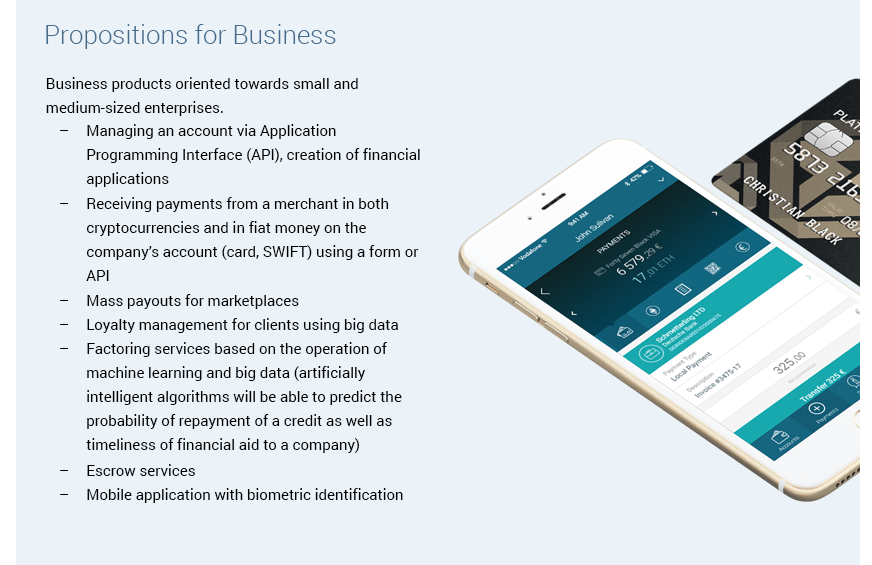 Propositions for Business
Business products oriented towards small and
medium-sized enterprises.
– Managing an account via Application
Programming Interface (API), creation of financial
applications
– Receiving payments from a merchant in both
cryptocurrencies and in fiat money on the
company's account (card, SWIFT) using a form or
API
– Mass payouts for marketplaces
– Loyalty management for clients using big data
– Factoring services based on the operation of
machine learning and big data (artificially
intelligent algorithms will be able to predict the
probability of repayment of a credit as well as
timeliness of financial aid to a company)
– Escrow services
– Mobile application with biometric identification
Vodafone 9:41 AM 42%
John Sulivan
PAYMENTS
Forty Seven Black VISA
6 579,29 €
17,01 ETH
Schmetterling LTD
Deutsche Bank
Payment Type
Local Payment
Description
Invoice #3475-17
325,00
Transfer 325 €
Accounts
Payments
5873
CHRISTIAN BLACK